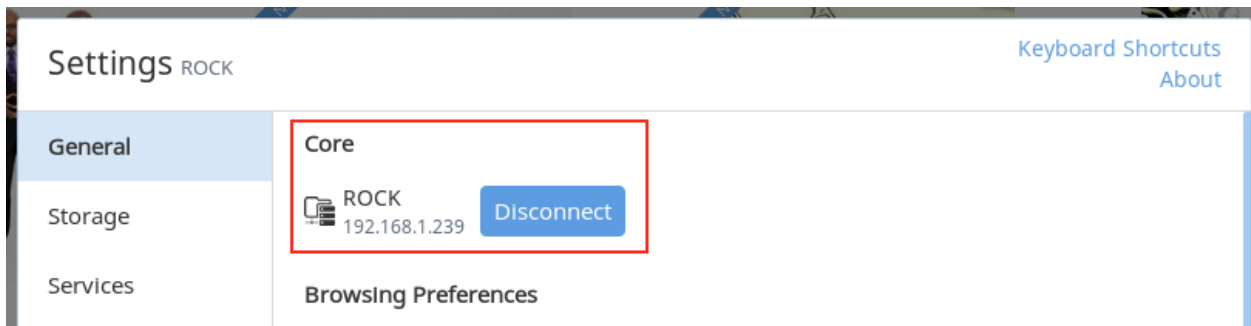 Settings ROCK
Keyboard Shortcuts
About
General
Storage
Services
Core
ROCK
192.168.1.239
Disconnect
Browsing Preferences